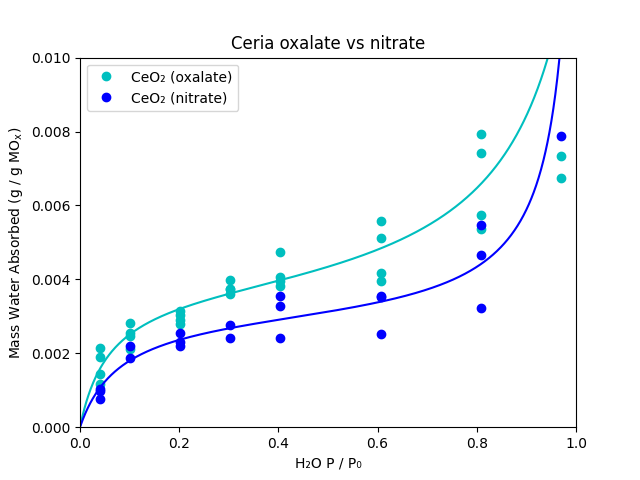 Ceria oxalate vs nitrate
CeO₂ (oxalate)
CeO₂ (nitrate)
Mass Water Absorbed (g / g MOₓ)
0.010
0.008
0.006
0.004
0.002
0.000
0.0 0.2 0.4 0.6 0.8 1.0
H₂O P / P₀